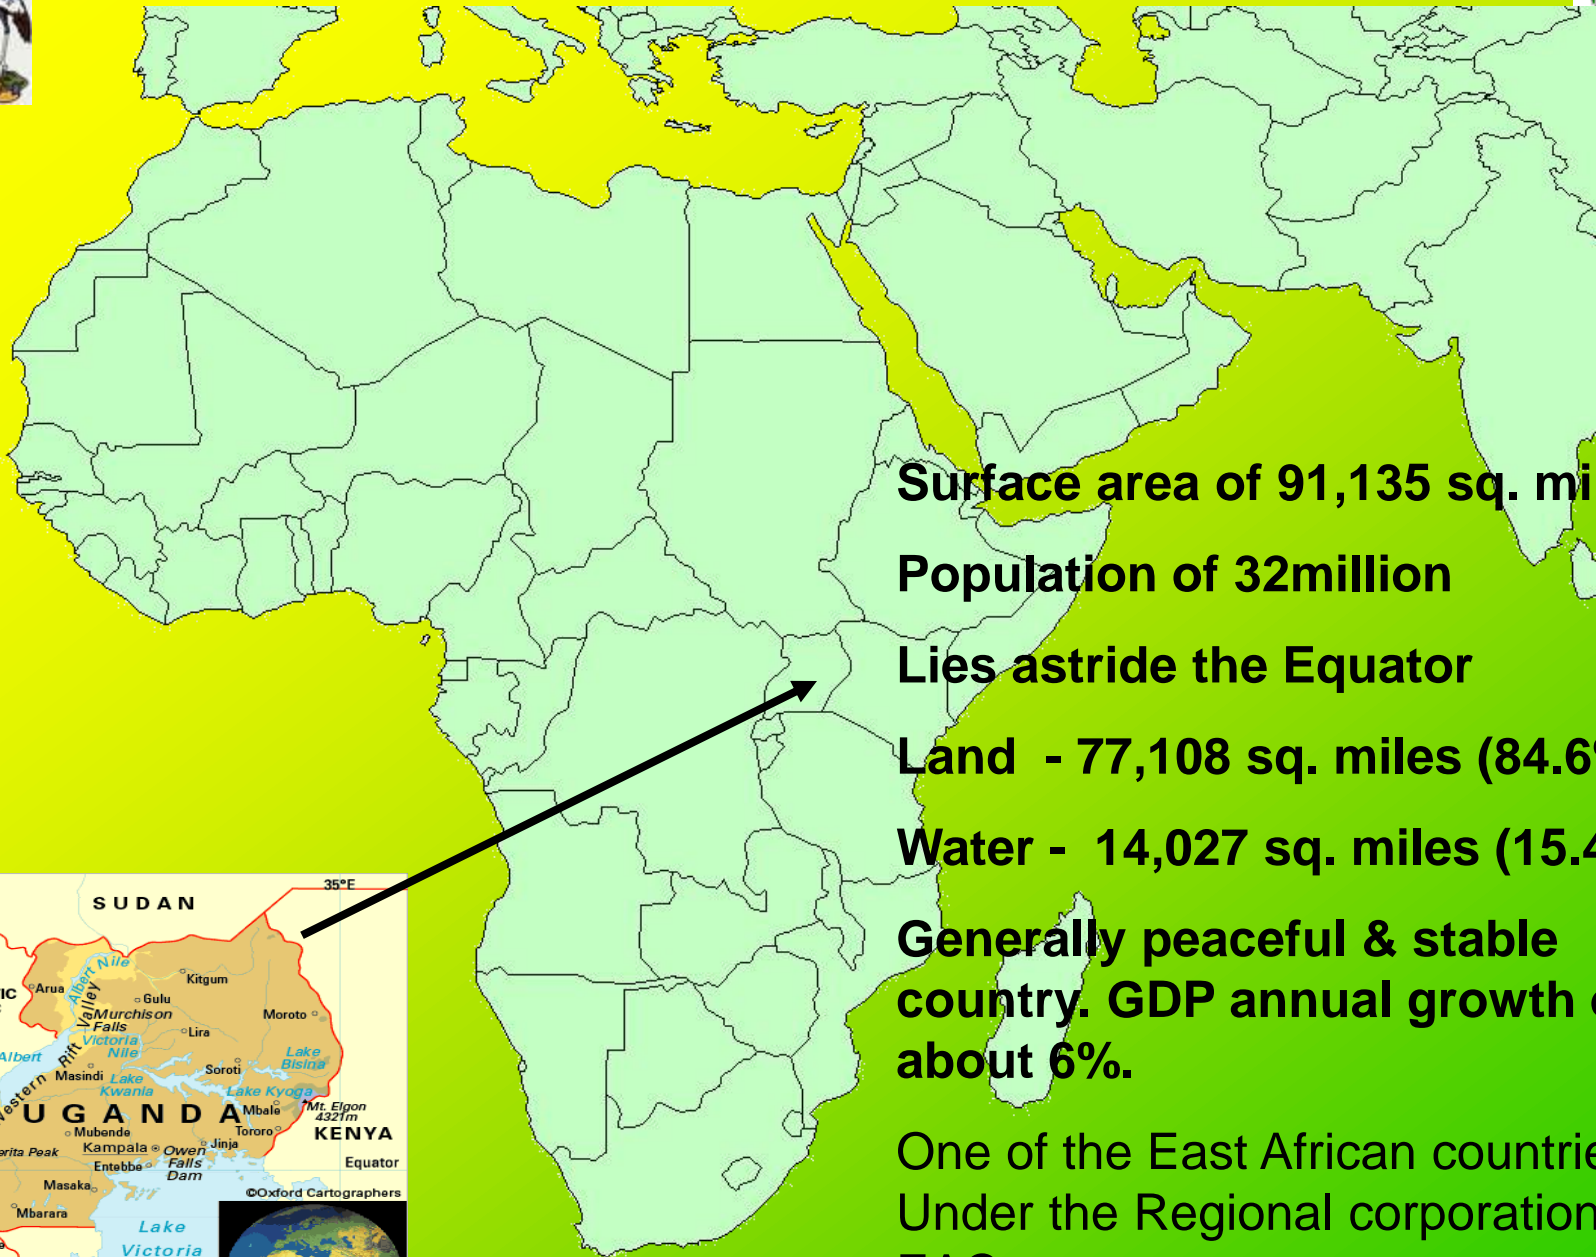 Surface area of 91,135 sq. mi
Population of 32million
Lies astride the Equator
Land - 77,108 sq. miles (84.6
Water - 14,027 sq. miles (15.4
Generally peaceful & stable
country. GDP annual growth
about 6%.
One of the East African countrie
Under the Regional corporation
EAC
35°E
SUDAN
Albert Nile
Kitgum
Arua
Gulu
Murchison
Falls
Moroto
Lira
Victoria
Nile
Albert
Western Rift Valley
Masindi
Lake
Kwania
Soroti
Lake
Bisina
Lake Kyoga
UGANDA
Mbale
Mt. Elgon
4321m
Mubende
Tororo
KENYA
Kampala
Owen
Falls
Dam
Jinja
Peak
Entebbe
Equator
Masaka
©Oxford Cartographers
Mbarara
Lake
Victoria